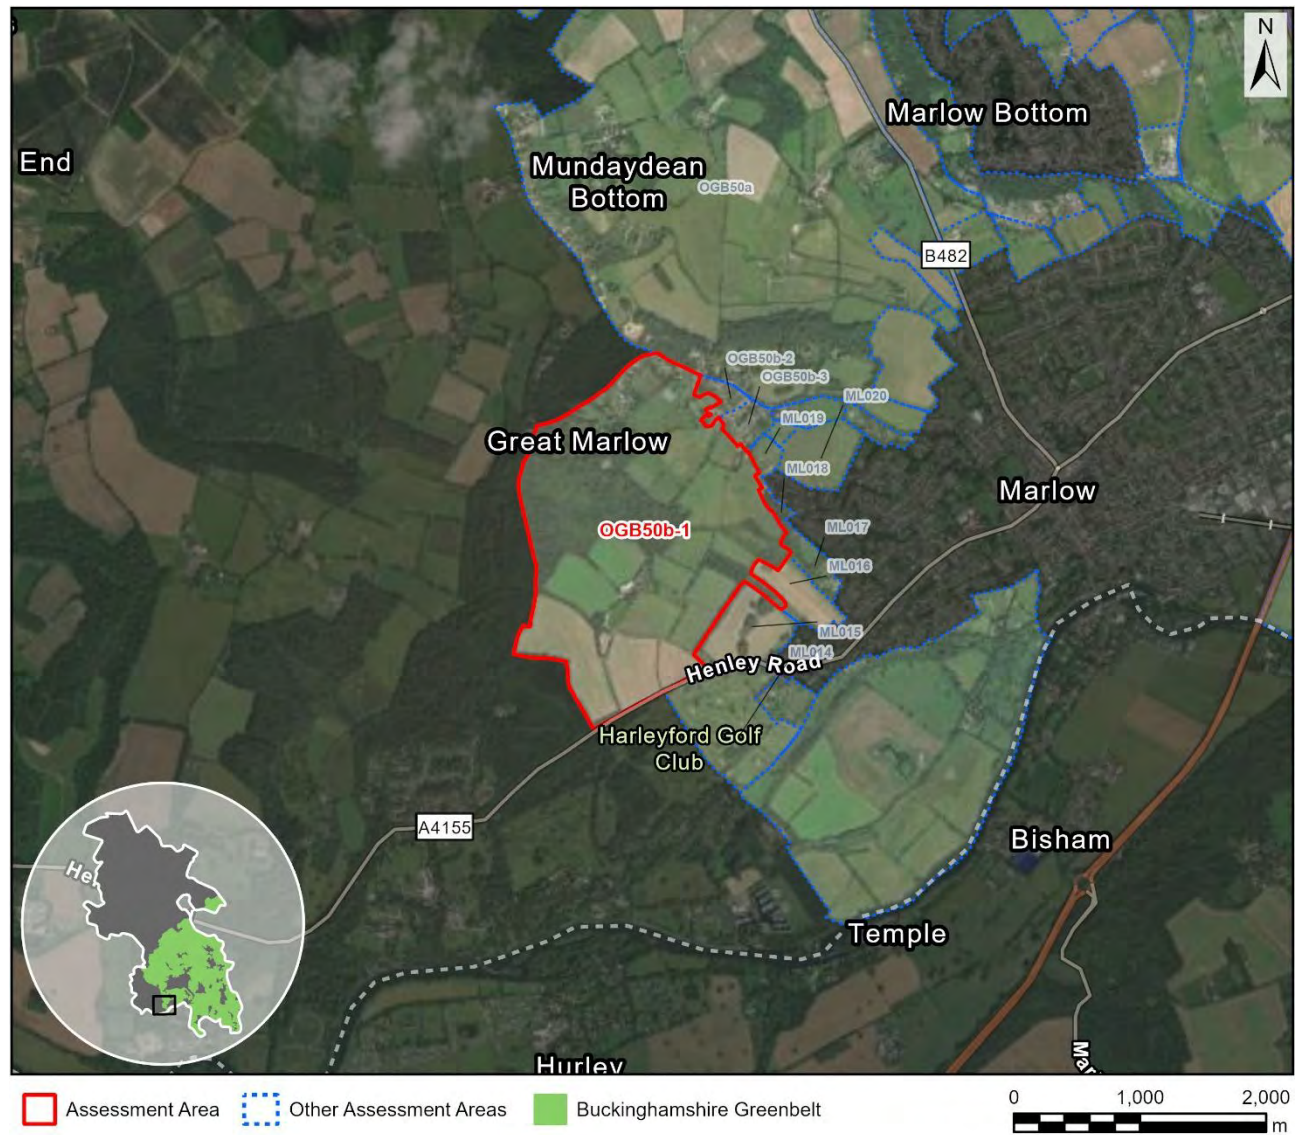 N
Marlow Bottom
End
Mundaydean
Bottom
OGB50a
B482
OGB50b-2
OGB50b-3
ML020
ML019
Great Marlow
ML018
Marlow
OGB50b-1
ML017
ML016
ML015
ML014
Henley Road
Harleyford Golf
Club
A4155
Bisham
He
Temple
Hurley
Mar
Assessment Area
Other Assessment Areas
Buckinghamshire Greenbelt
0
1,000
2,000
m